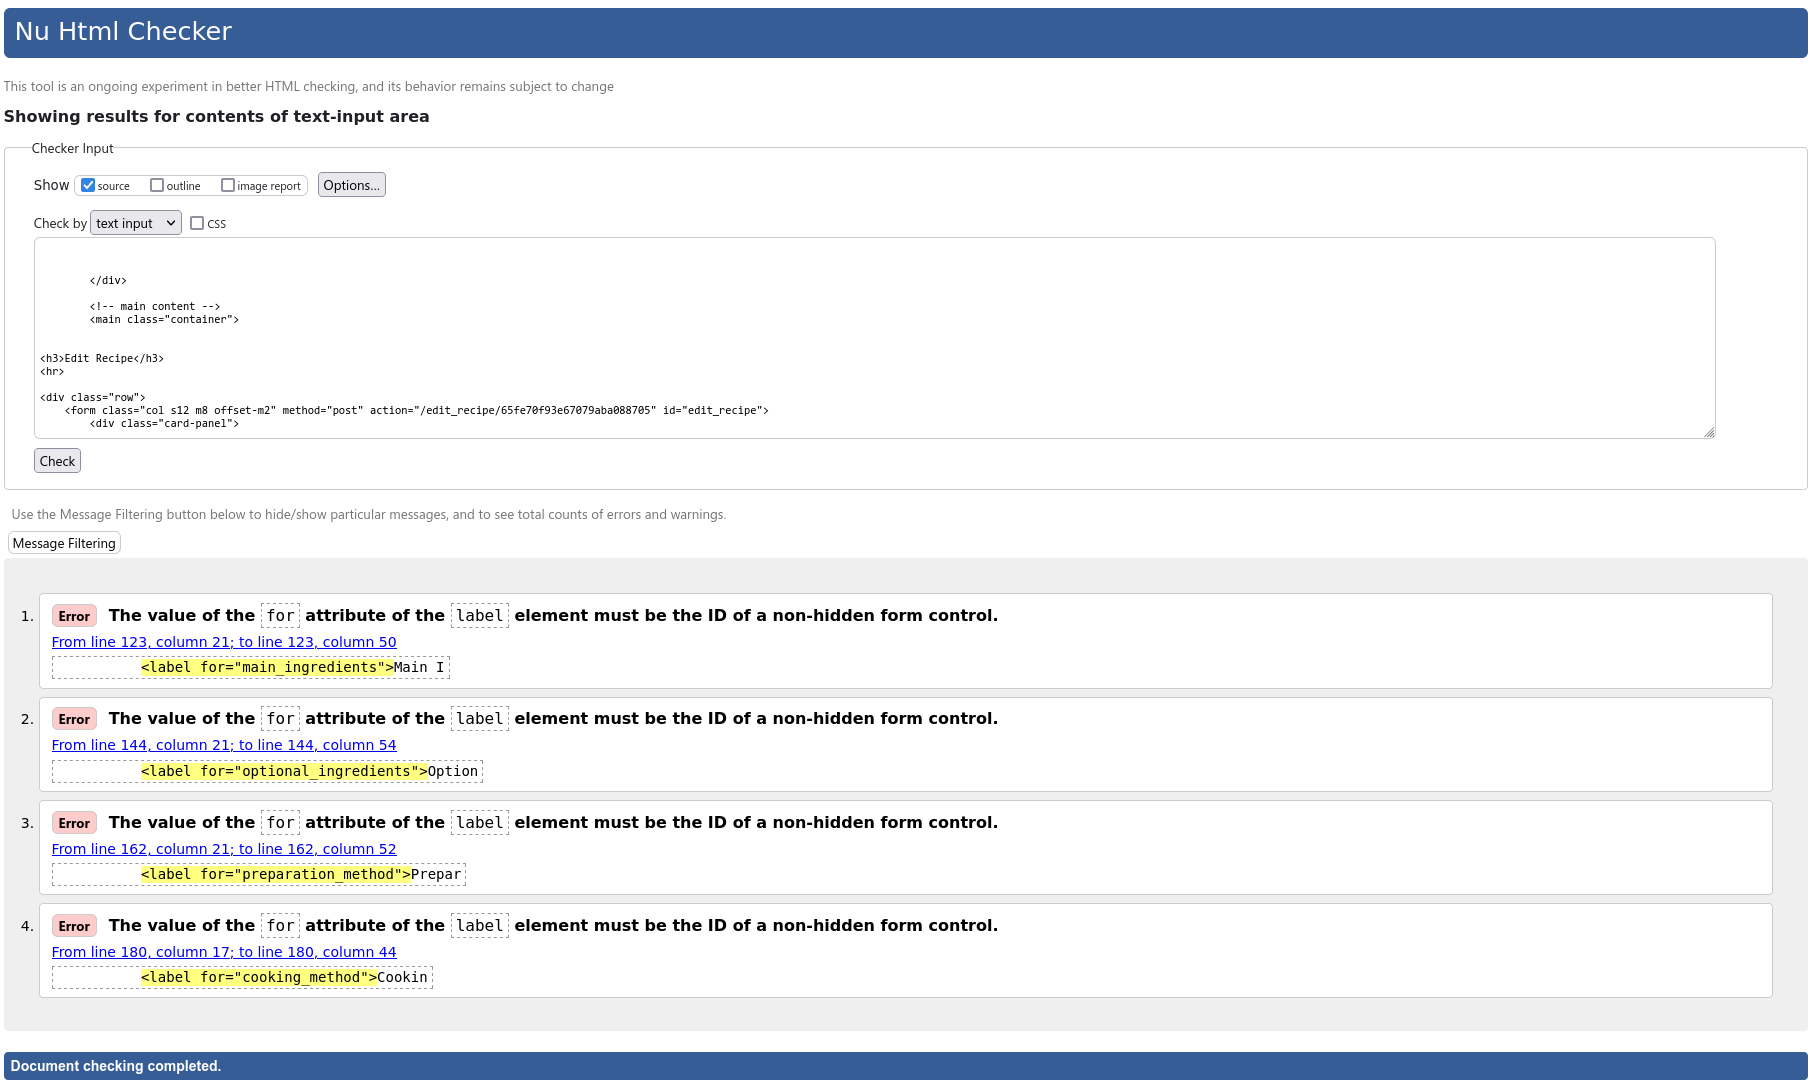 Nu Html Checker
This tool is an ongoing experiment in better HTML checking, and its behavior remains subject to change
Showing results for contents of text-input area
Checker Input
Show source outline image report Options...
Check by text input CSS
</div>
<!-- main content -->
<main class="container">
<h3>Edit Recipe</h3>
<hr>
<div class="row">
<form class="col s12 m8 offset-m2" method="post" action="/edit_recipe/65fe70f93e67079aba088705" id="edit_recipe">
<div class="card-panel">
Check
Use the Message Filtering button below to hide/show particular messages, and to see total counts of errors and warnings.
Message Filtering
1. Error The value of the for attribute of the label element must be the ID of a non-hidden form control.
From line 123, column 21; to line 123, column 50
<label for="main_ingredients">Main I
2. Error The value of the for attribute of the label element must be the ID of a non-hidden form control.
From line 144, column 21; to line 144, column 54
<label for="optional_ingredients">Option
3. Error The value of the for attribute of the label element must be the ID of a non-hidden form control.
From line 162, column 21; to line 162, column 52
<label for="preparation_method">Prepar
4. Error The value of the for attribute of the label element must be the ID of a non-hidden form control.
From line 180, column 17; to line 180, column 44
<label for="cooking_method">Cookin
Document checking completed.